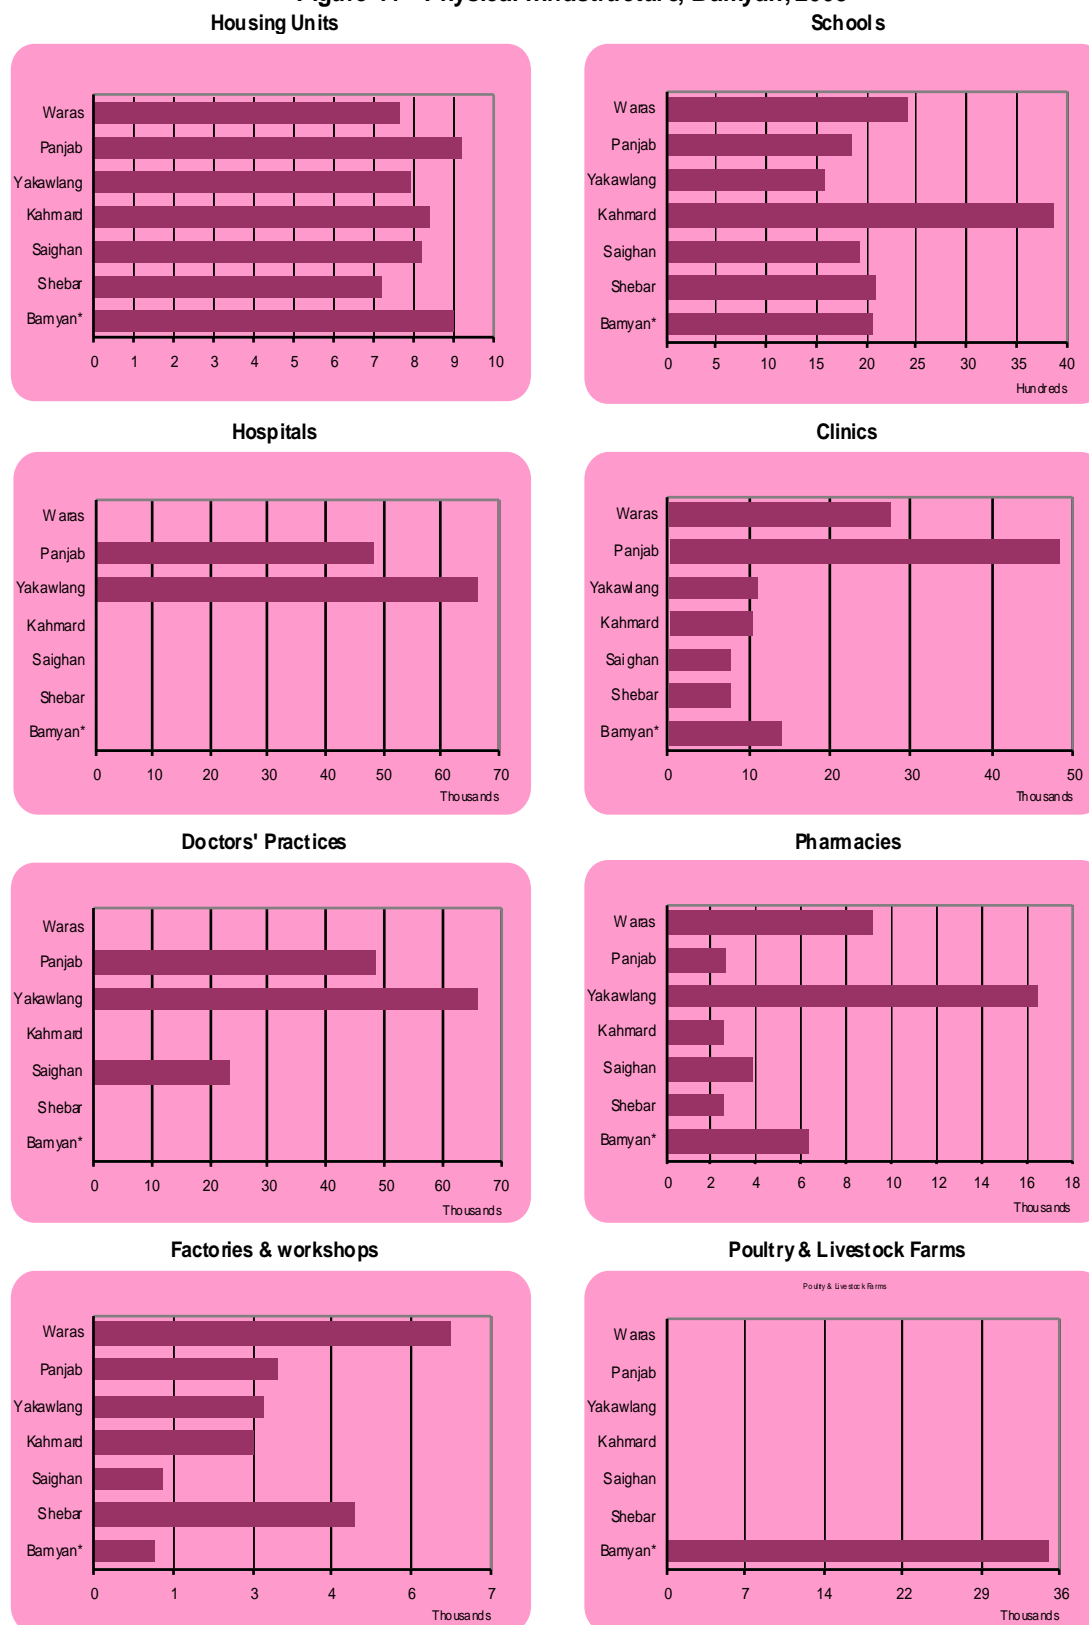 Housing Units
Waras
Panjab
Yakawlang
Kahmard
Saighan
Shebar
Bamyan*
0 1 2 3 4 5 6 7 8 9 10
Schools
Waras
Panjab
Yakawlang
Kahmard
Saighan
Shebar
Bamyan*
0 5 10 15 20 25 30 35 40
Hundreds
Hospitals
Waras
Panjab
Yakawlang
Kahmard
Saighan
Shebar
Bamyan*
0 10 20 30 40 50 60 70
Thousands
Clinics
Waras
Panjab
Yakawlang
Kahmard
Saighan
Shebar
Bamyan*
0 10 20 30 40 50
Thousands
Doctors' Practices
Waras
Panjab
Yakawlang
Kahmard
Saighan
Shebar
Bamyan*
0 10 20 30 40 50 60 70
Thousands
Pharmacies
Waras
Panjab
Yakawlang
Kahmard
Saighan
Shebar
Bamyan*
0 2 4 6 8 10 12 14 16 18
Thousands
Factories & workshops
Waras
Panjab
Yakawlang
Kahmard
Saighan
Shebar
Bamyan*
0 1 3 4 6 7
Thousands
Poultry & Livestock Farms
Poultry & Livestock Farms
Waras
Panjab
Yakawlang
Kahmard
Saighan
Shebar
Bamyan*
0 7 14 22 29 36
Thousands